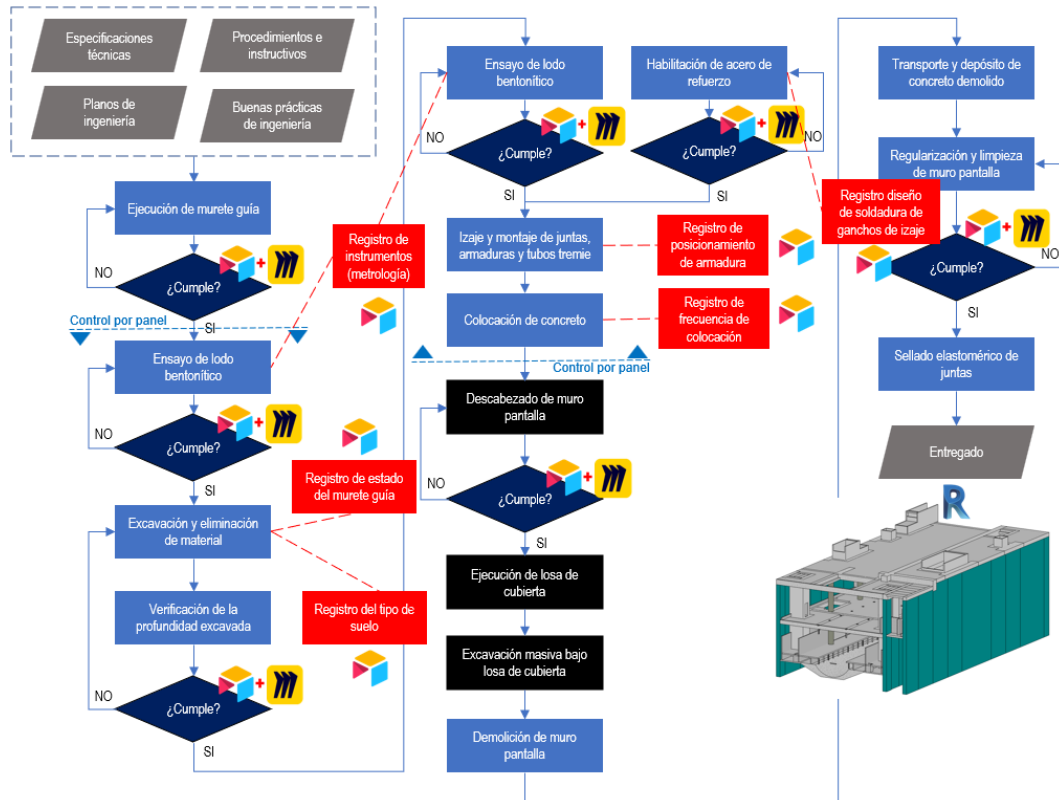 Especificaciones
técnicas
Procedimientos e
instructivos
Planos de
ingeniería
Buenas prácticas
de ingeniería
Ejecución de murete guía
NO
¿Cumple?
SI
Control por panel
Ensayo de lodo
bentonítico
NO
¿Cumple?
SI
Excavación y eliminación
de material
Verificación de la
profundidad excavada
NO
¿Cumple?
SI
Registro de
instrumentos
(metrología)
Registro de estado
del murete guía
Registro del tipo de
suelo
Ensayo de lodo
bentonítico
NO
¿Cumple?
SI
Habilitación de acero de
refuerzo
NO
¿Cumple?
SI
Izaje y montaje de juntas,
armaduras y tubos tremie
Registro de
posicionamiento
de armadura
Colocación de concreto
Registro de
frecuencia de
colocación
Control por panel
Descabezado de muro
pantalla
NO
¿Cumple?
SI
Ejecución de losa de
cubierta
Excavación masiva bajo
losa de cubierta
Demolición de muro
pantalla
Transporte y depósito de
concreto demolido
Regularización y limpieza
de muro pantalla
Registro diseño
de soldadura de
ganchos de izaje
¿Cumple?
NO
SI
Sellado elastomérico de
juntas
Entregado
R